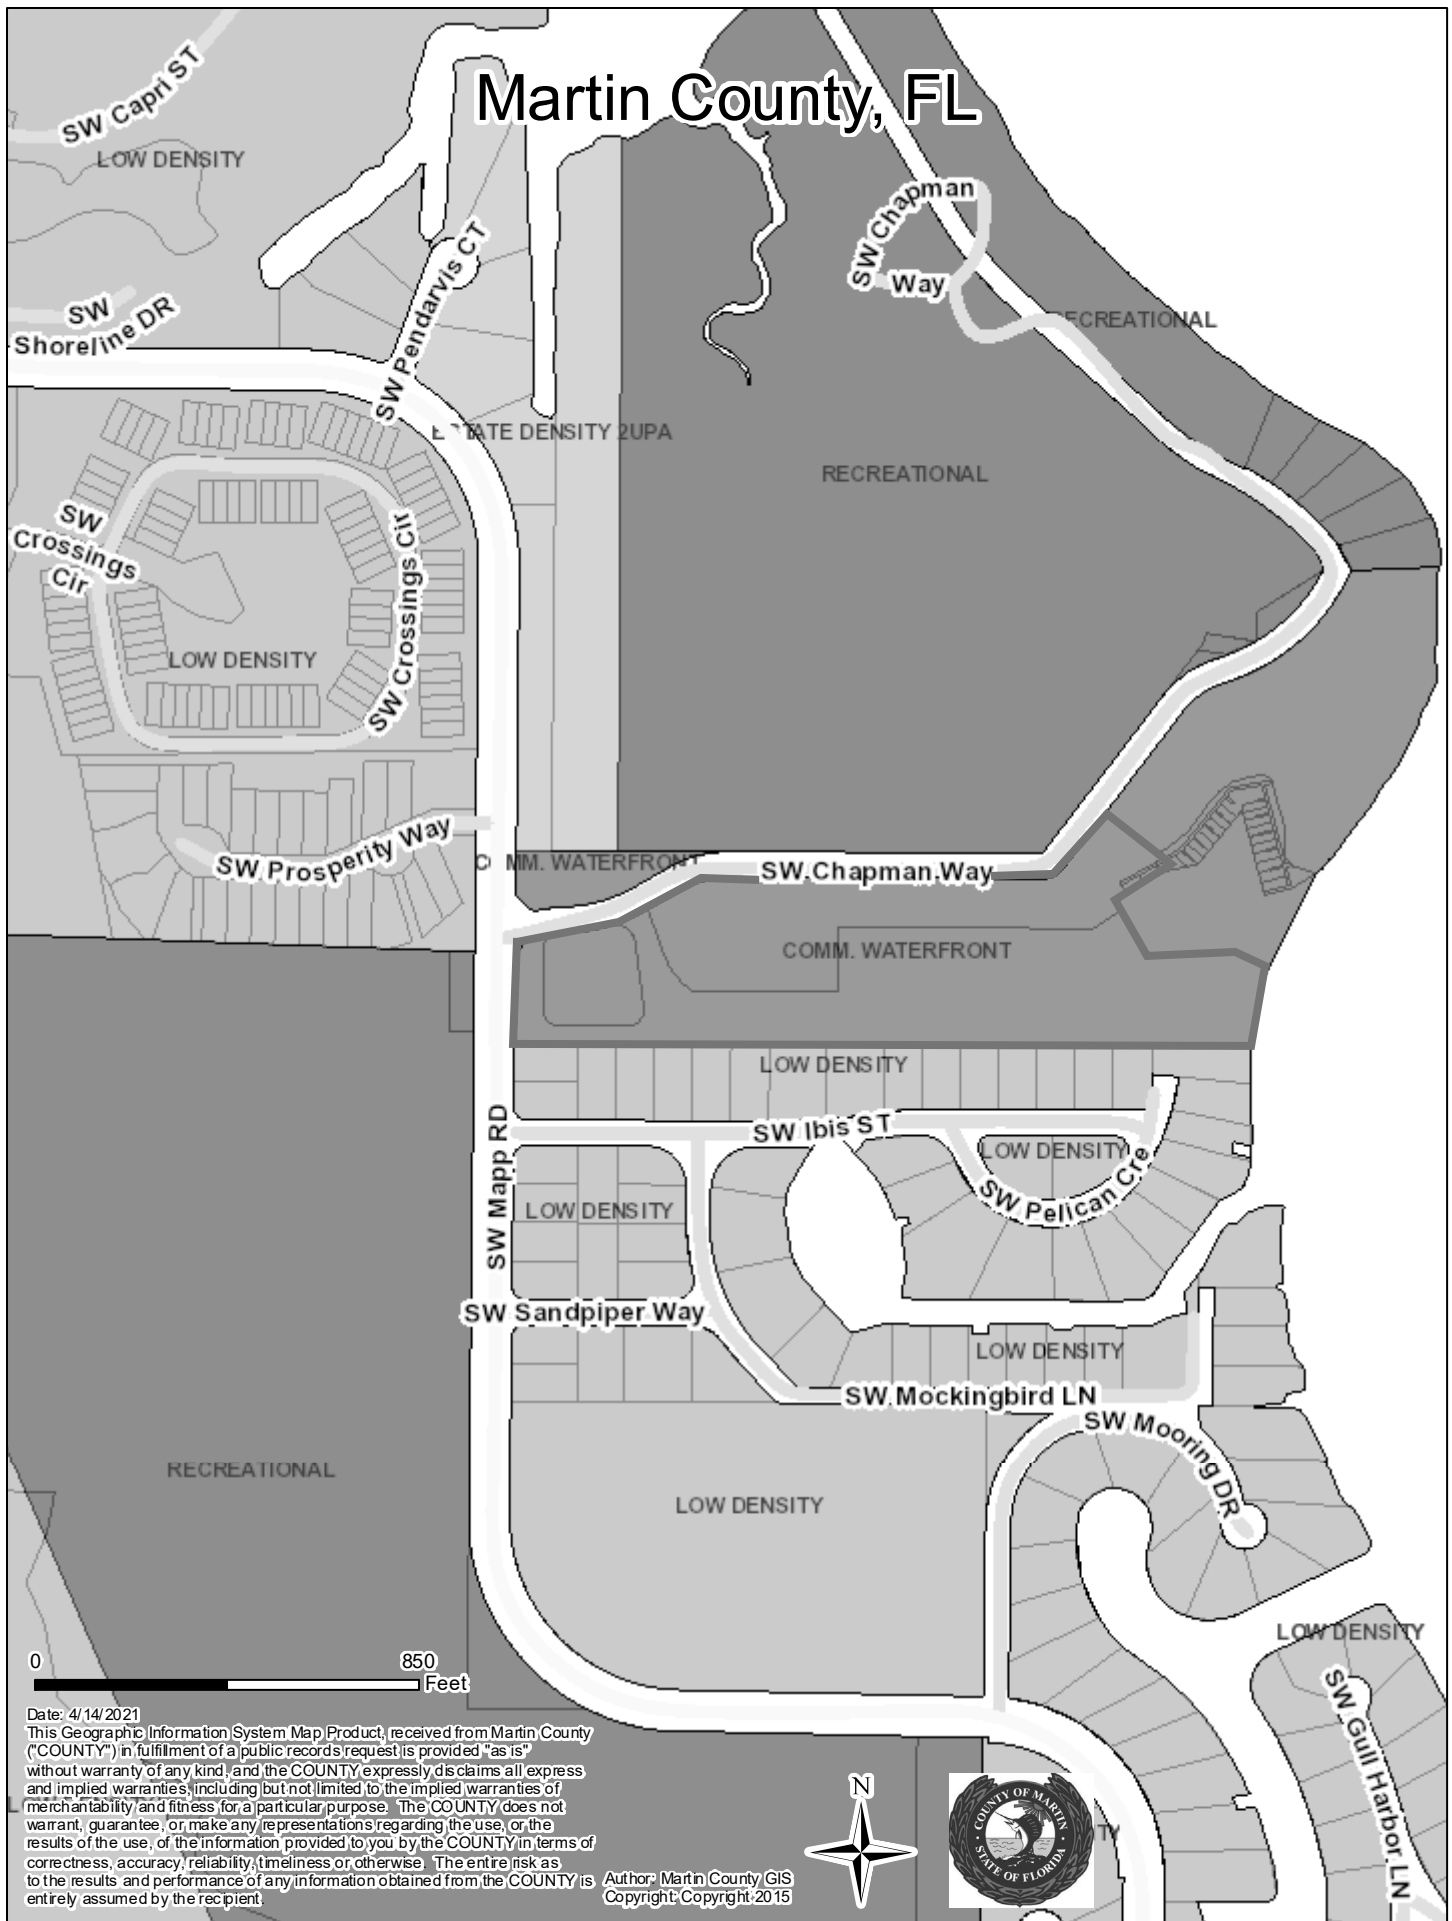 Martin County, FL
SW Capri ST
LOW DENSITY
SW Chapman
Way
SW Pendarvis CT
SW
Shoreline DR
RECREATIONAL
ESTATE DENSITY 2UPA
RECREATIONAL
SW
Crossings
Cir
SW Crossings Cir
LOW DENSITY
SW Prosperity Way
COMM. WATERFRONT
SW Chapman Way
COMM. WATERFRONT
LOW DENSITY
SW Mapp RD
SW Ibis ST
LOW DENSITY
SW Pelican Cre
LOW DENSITY
SW Sandpiper Way
LOW DENSITY
SW Mockingbird LN
SW Mooring DR
RECREATIONAL
LOW DENSITY
LOW DENSITY
SW Gull Harbor LN
0 850
Feet
Date: 4/14/2021
This Geographic Information System Map Product, received from Martin County
("COUNTY") in fulfillment of a public records request is provided "as is"
without warranty of any kind, and the COUNTY expressly disclaims all express
and implied warranties, including but not limited to the implied warranties of
merchantability and fitness for a particular purpose. The COUNTY does not
warrant, guarantee, or make any representations regarding the use, or the
results of the use, of the information provided to you by the COUNTY in terms of
correctness, accuracy, reliability, timeliness or otherwise. The entire risk as
to the results and performance of any information obtained from the COUNTY is
entirely assumed by the recipient.
Author: Martin County GIS
Copyright: Copyright 2015
N
COUNTY OF MARTIN
STATE OF FLORIDA